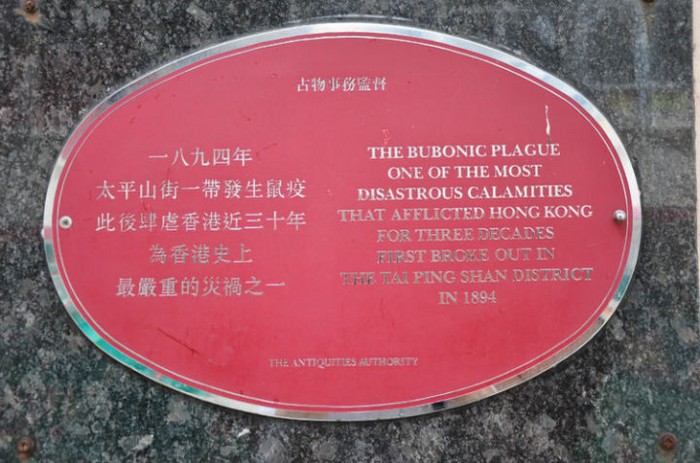 古物事務監督
一八九四年
太平山街一帶發生鼠疫
此後肆虐香港近三十年
為香港史上
最嚴重的災禍之一
THE BUBONIC PLAGUE
ONE OF THE MOST
DISASTROUS CALAMITIES
THAT AFFLICTED HONG KONG
FOR THREE DECADES
FIRST BROKE OUT IN
THE TAI PING SHAN DISTRICT
IN 1894
THE ANTIQUITIES AUTHORITY